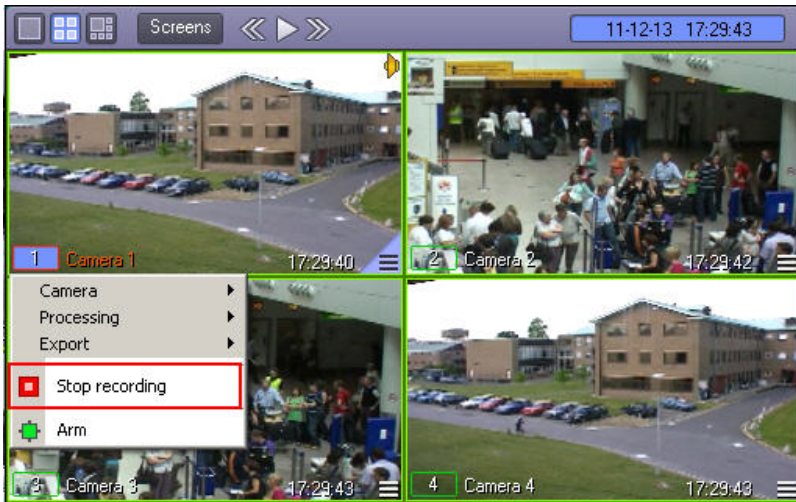 Screens
11-12-13 17:29:43
1 Camera 1 17:29:40
2 Camera 2 17:29:42
Camera
Processing
Export
Stop recording
Arm
3 Camera 3 17:29:43
4 Camera 4 17:29:43